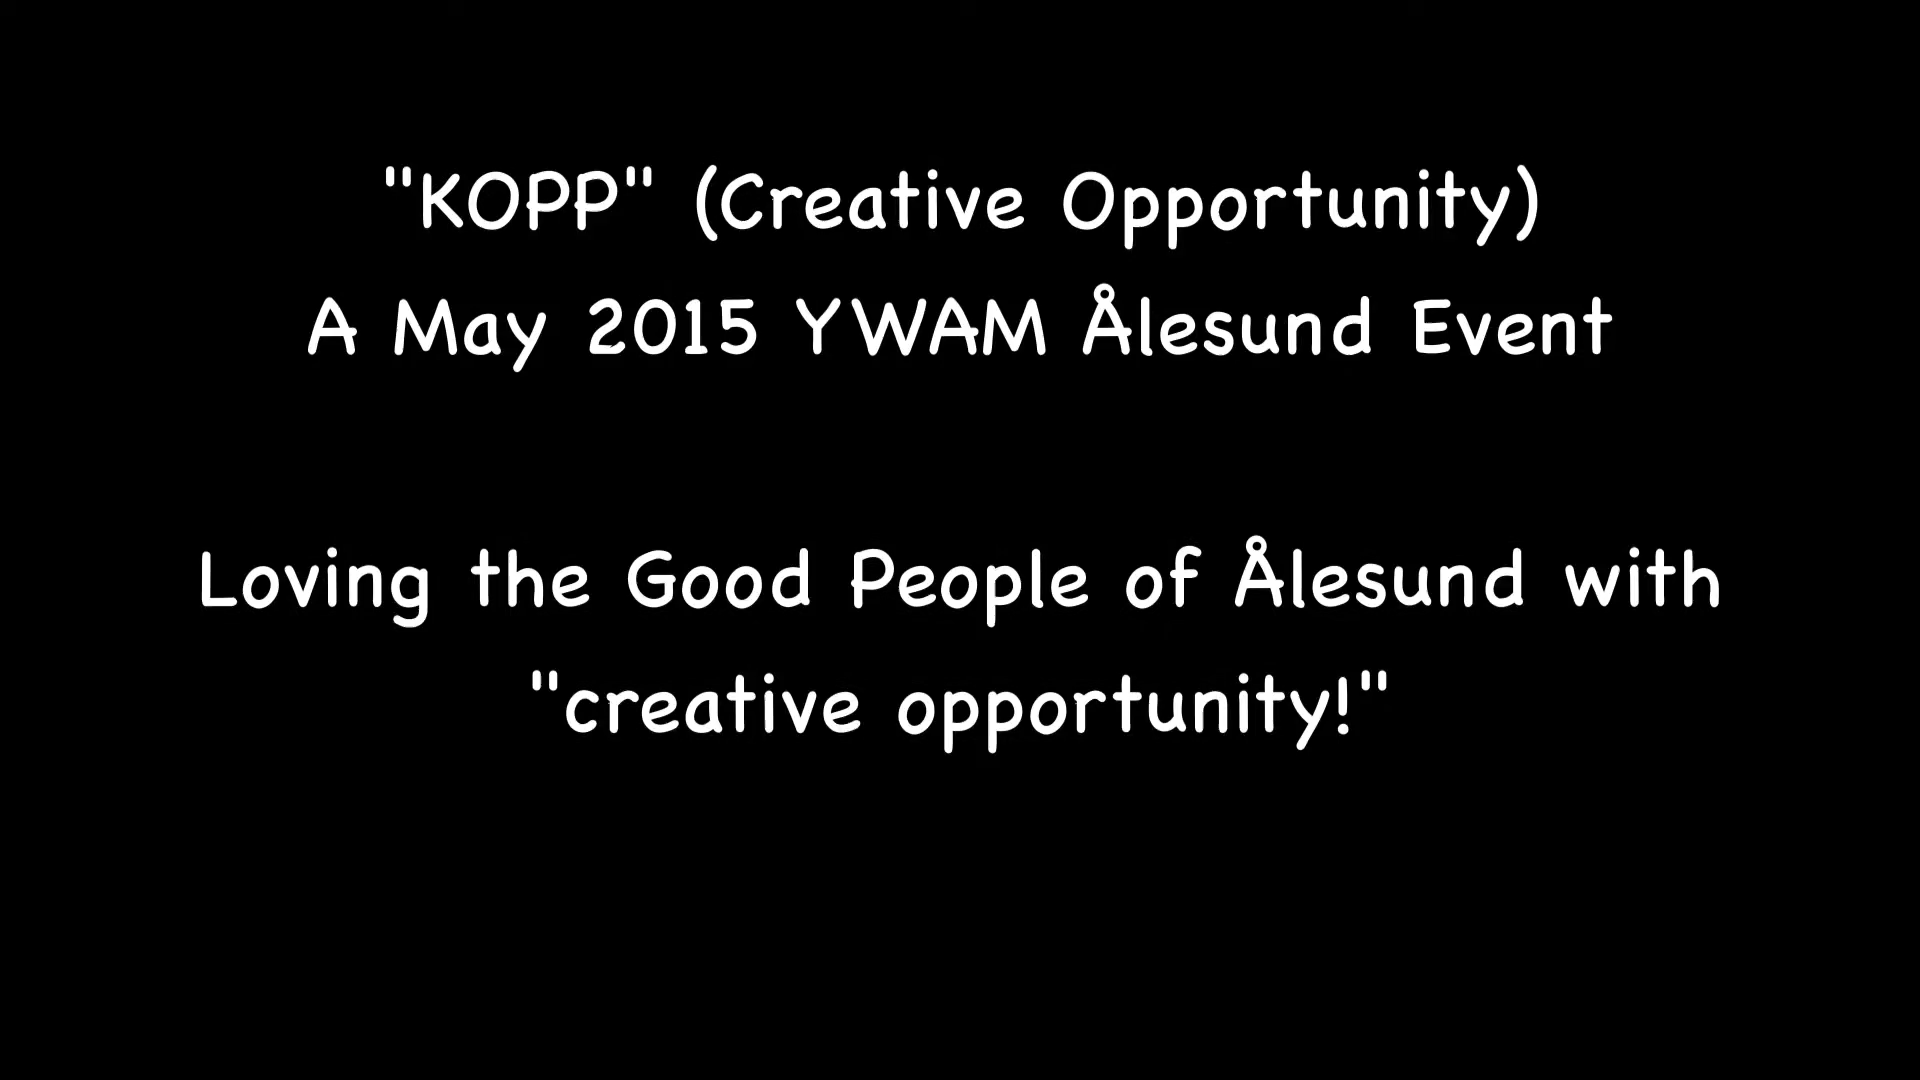 "KOPP" (Creative Opportunity)
A May 2015 YWAM Ålesund Event
Loving the Good People of Ålesund with
"creative opportunity!"